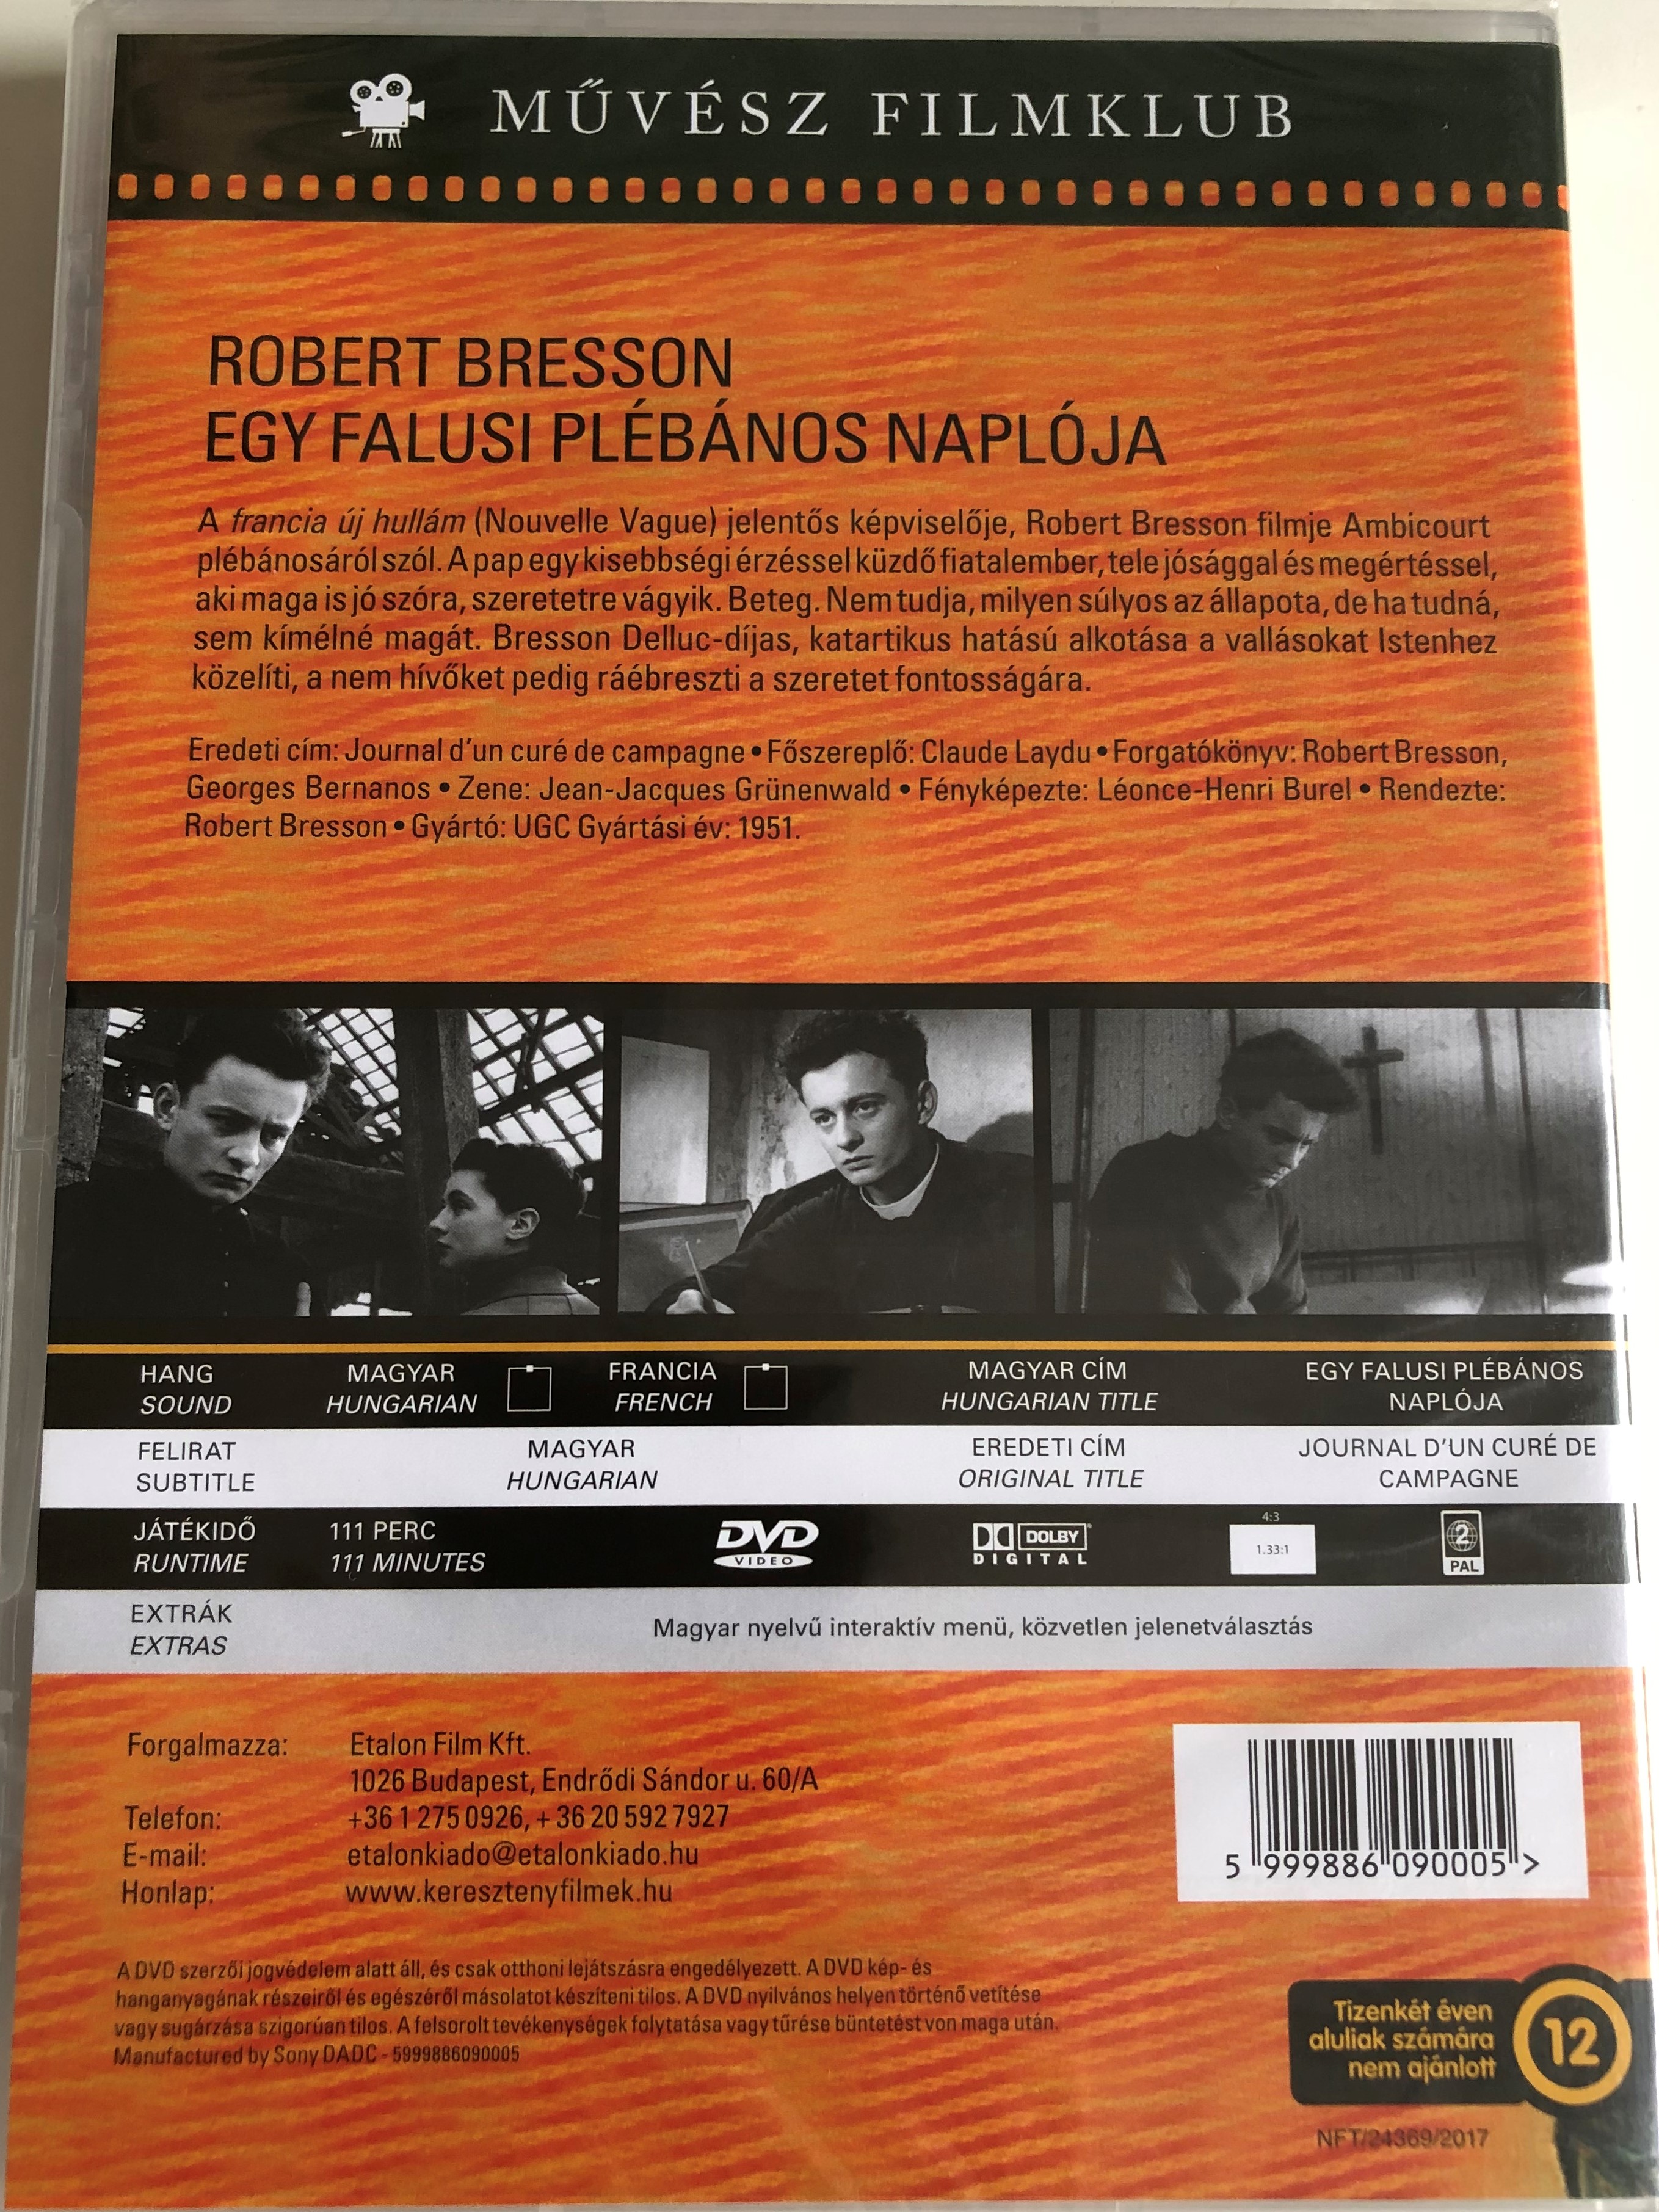 MŰVÉSZ FILMKLUB
ROBERT BRESSON
EGY FALUSI PLÉBÁNOS NAPLÓJA
A francia új hullám (Nouvelle Vague) jelentős képviselője, Robert Bresson filmje Ambicourt
plébánosáról szól. A pap egy kisebbségi érzéssel küzdő fiatalember, tele jósággal és megértéssel,
aki maga is jó szóra, szeretetre vágyik. Beteg. Nem tudja, milyen súlyos az állapota, de ha tudná,
sem kímélné magát. Bresson Delluc-díjas, katartikus hatású alkotása a vallásokat Istenhez
közelíti, a nem hívőket pedig ráébreszti a szeretet fontosságára.
Eredeti cím: Journal d'un curé de campagne • Főszereplő: Claude Laydu • Forgatókönyv: Robert Bresson,
Georges Bernanos • Zene: Jean-Jacques Grünenwald • Fényképezte: Léonce-Henri Burel • Rendezte:
Robert Bresson • Gyártó: UGC Gyártási év: 1951.
HANG MAGYAR FRANCIA MAGYAR CÍM EGY FALUSI PLÉBÁNOS
SOUND HUNGARIAN FRENCH HUNGARIAN TITLE NAPLÓJA
FELIRAT MAGYAR EREDETI CÍM JOURNAL D'UN CURÉ DE
SUBTITLE HUNGARIAN ORIGINAL TITLE CAMPAGNE
JÁTÉKIDŐ 111 PERC
RUNTIME 111 MINUTES
DVD
VIDEO
DOLBY
DIGITAL
4:3
1.33:1
2
PAL
EXTRÁK
EXTRAS
Magyar nyelvű interaktív menü, közvetlen jelenetválasztás
Forgalmazza: Etalon Film Kft.
1026 Budapest, Endrődi Sándor u. 60/A
Telefon: +36 1 275 0926, + 36 20 592 7927
E-mail: etalonkiado@etalonkiado.hu
Honlap: www.keresztenyfilmek.hu
5 999886 090005 >
A DVD szerzői jogvédelem alatt áll, és csak otthoni lejátszásra engedélyezett. A DVD kép- és
hanganyagának részeiről és egészéről másolatot készíteni tilos. A DVD nyilvános helyen történő vetítése
vagy sugárzása szigorúan tilos. A felsorolt tevékenységek folytatása vagy tűrése büntetést von maga után.
Manufactured by Sony DADC - 5999886090005
Tizenkét éven
aluliak számára
nem ajánlott
12
NFT/24369/2017